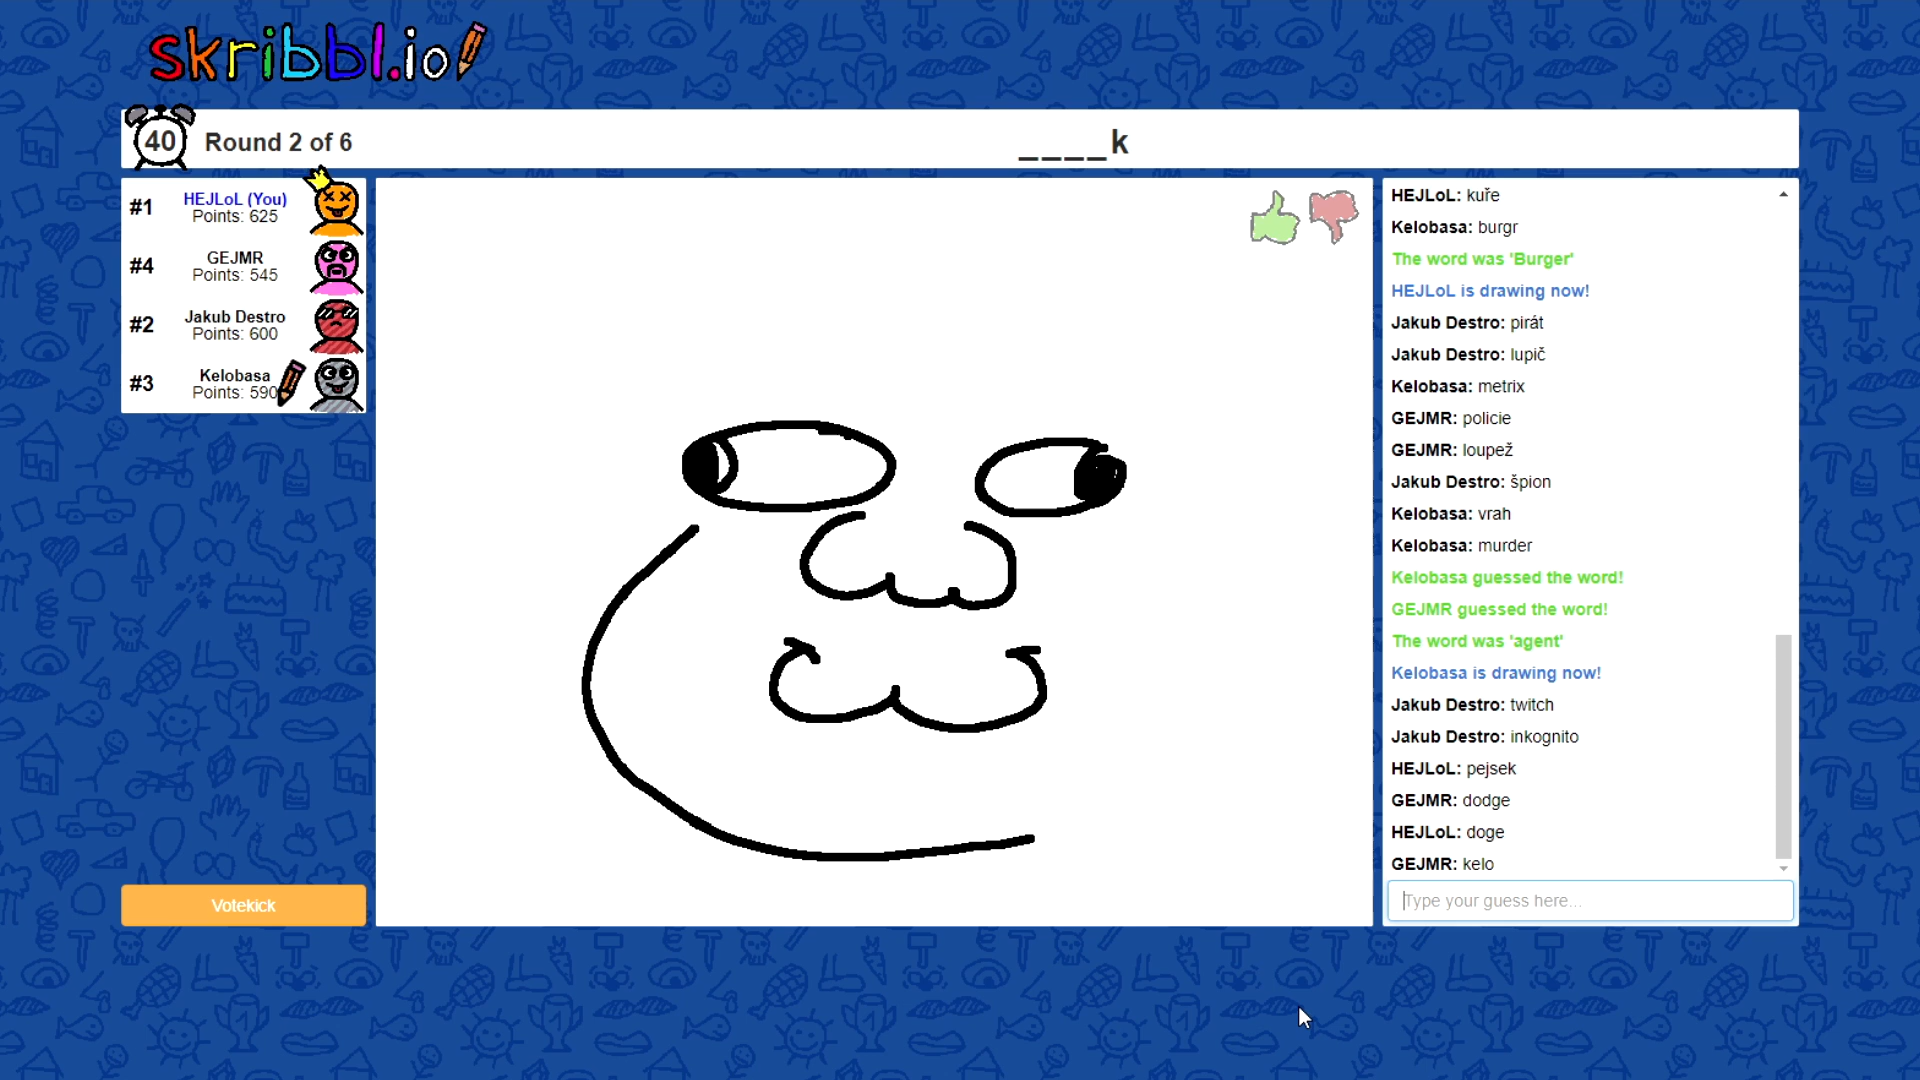 skribbl.io
40 Round 2 of 6 ____k
#1 HEJLoL (You)
Points: 625
#4 GEJMR
Points: 545
#2 Jakub Destro
Points: 600
#3 Kelobasa
Points: 590
Votekick
HEJLoL: kuře
Kelobasa: burgr
The word was 'Burger'
HEJLoL is drawing now!
Jakub Destro: pirát
Jakub Destro: lupič
Kelobasa: metrix
GEJMR: policie
GEJMR: loupež
Jakub Destro: špion
Kelobasa: vrah
Kelobasa: murder
Kelobasa guessed the word!
GEJMR guessed the word!
The word was 'agent'
Kelobasa is drawing now!
Jakub Destro: twitch
Jakub Destro: inkognito
HEJLoL: pejsek
GEJMR: dodge
HEJLoL: doge
GEJMR: kelo
Type your guess here...